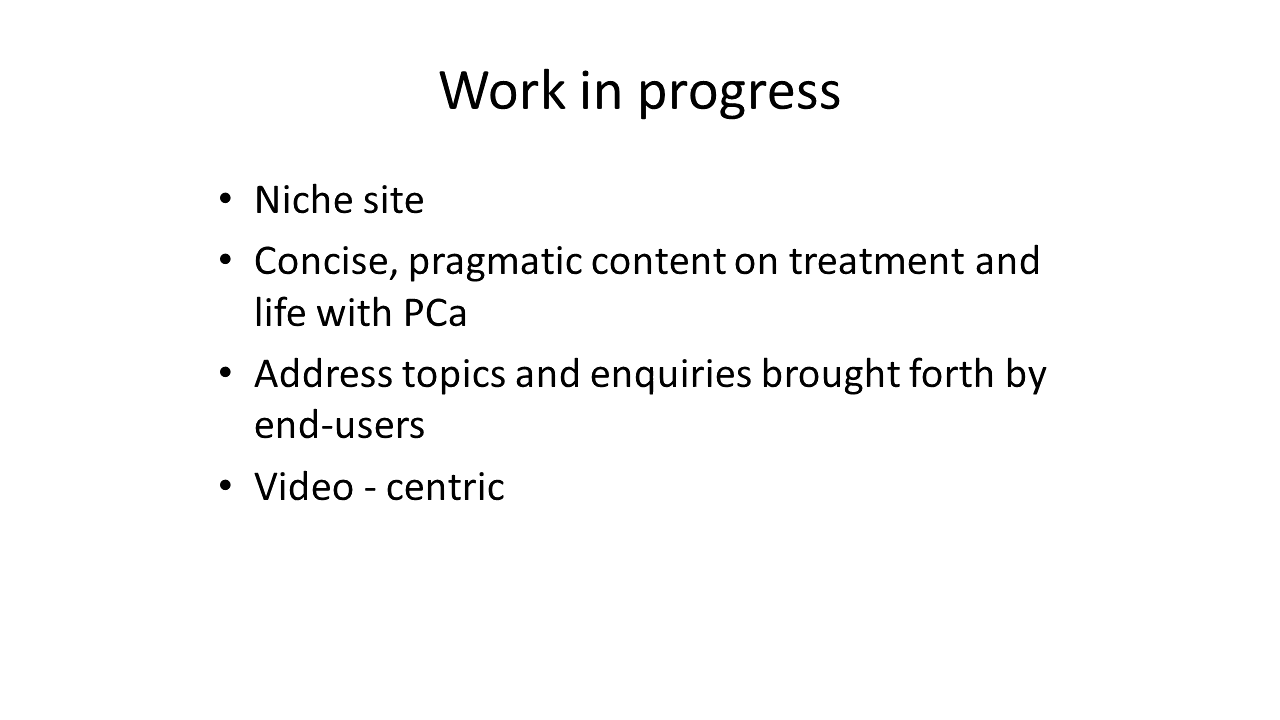 Work in progress
• Niche site
• Concise, pragmatic content on treatment and
life with PCa
• Address topics and enquiries brought forth by
end-users
• Video - centric